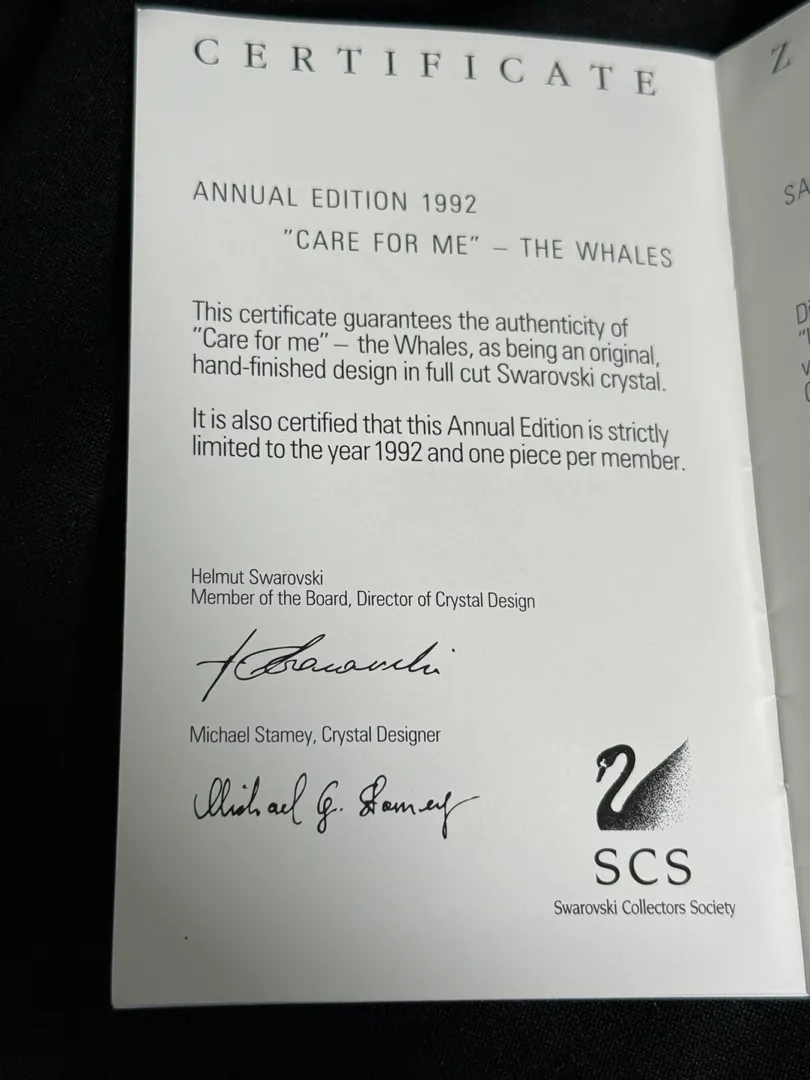 CERTIFICATE
ANNUAL EDITION 1992
"CARE FOR ME" – THE WHALES
This certificate guarantees the authenticity of
"Care for me" – the Whales, as being an original,
hand-finished design in full cut Swarovski crystal.
It is also certified that this Annual Edition is strictly
limited to the year 1992 and one piece per member.
Helmut Swarovski
Member of the Board, Director of Crystal Design
Michael Stamey, Crystal Designer
Michael G. Stamey
SCS
Swarovski Collectors Society
Z
SA